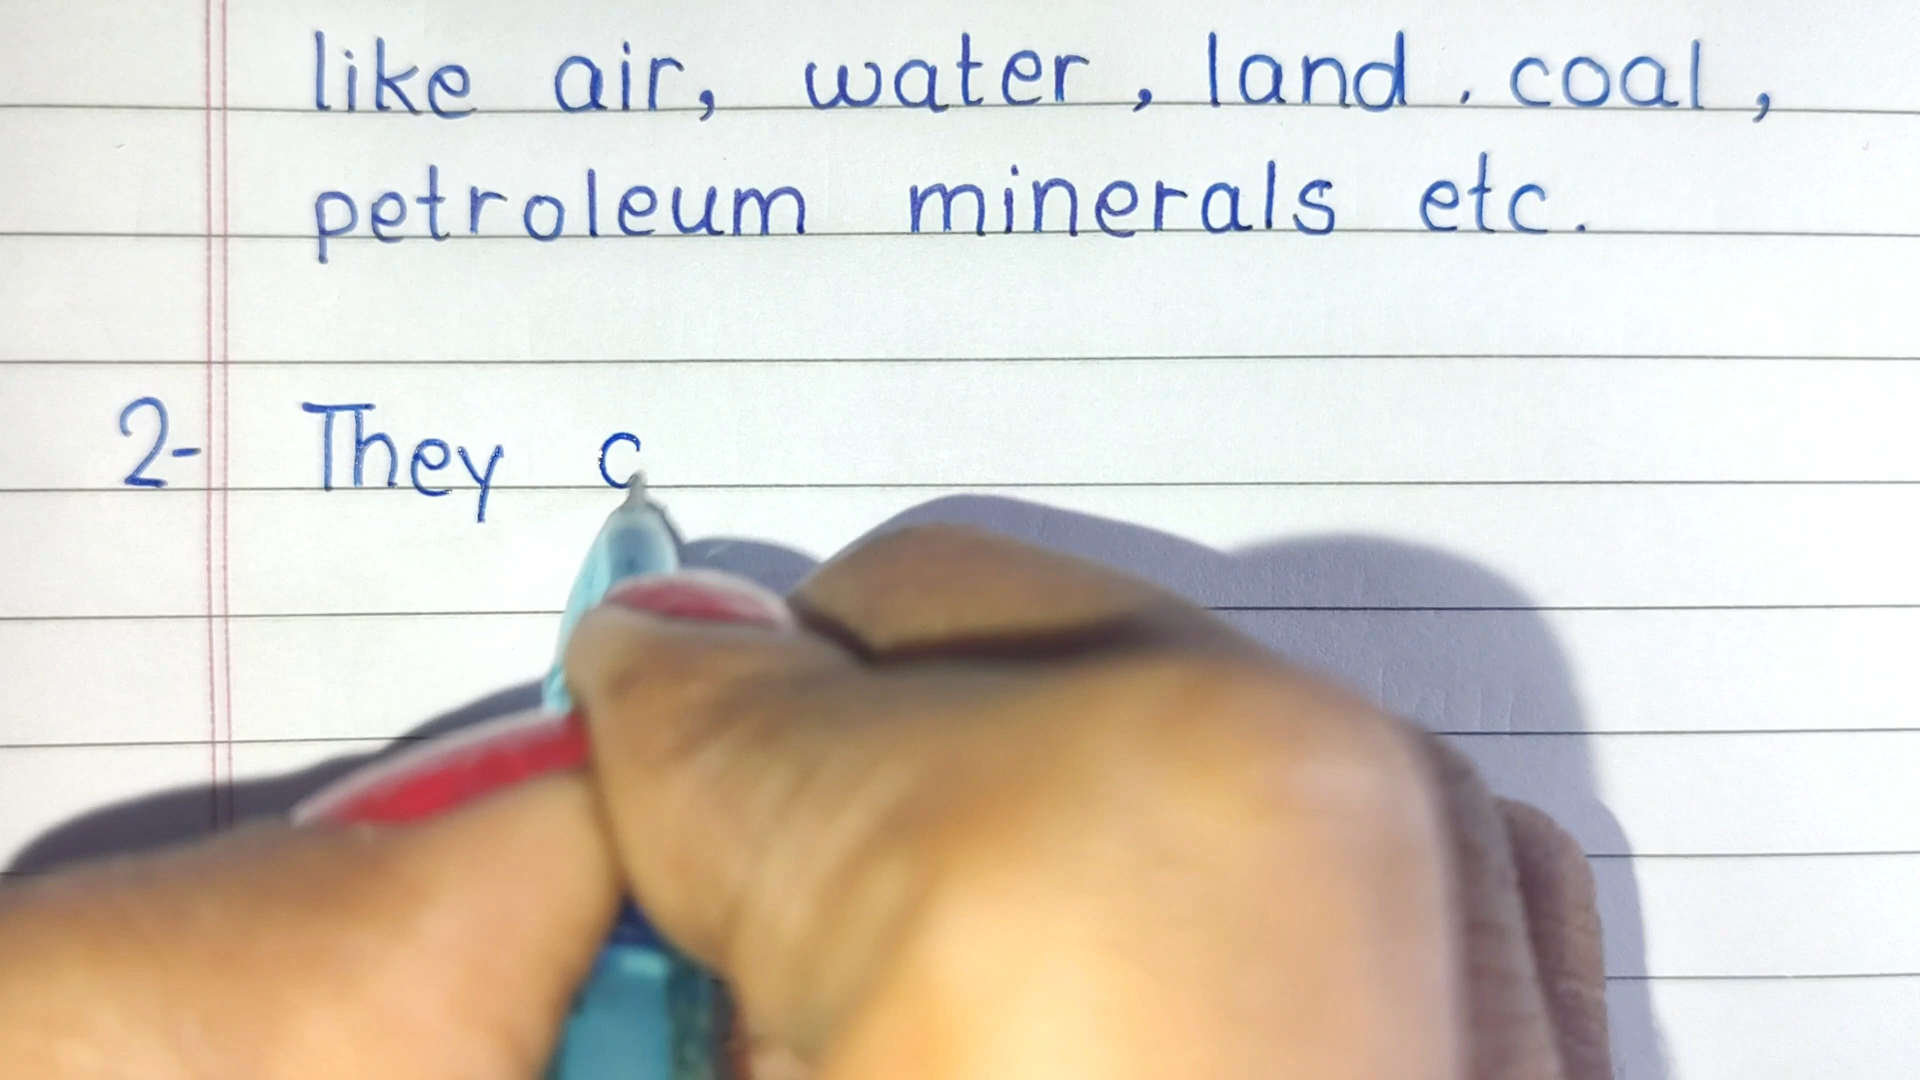 like air, water, land, coal,
petroleum minerals etc.
2- They c